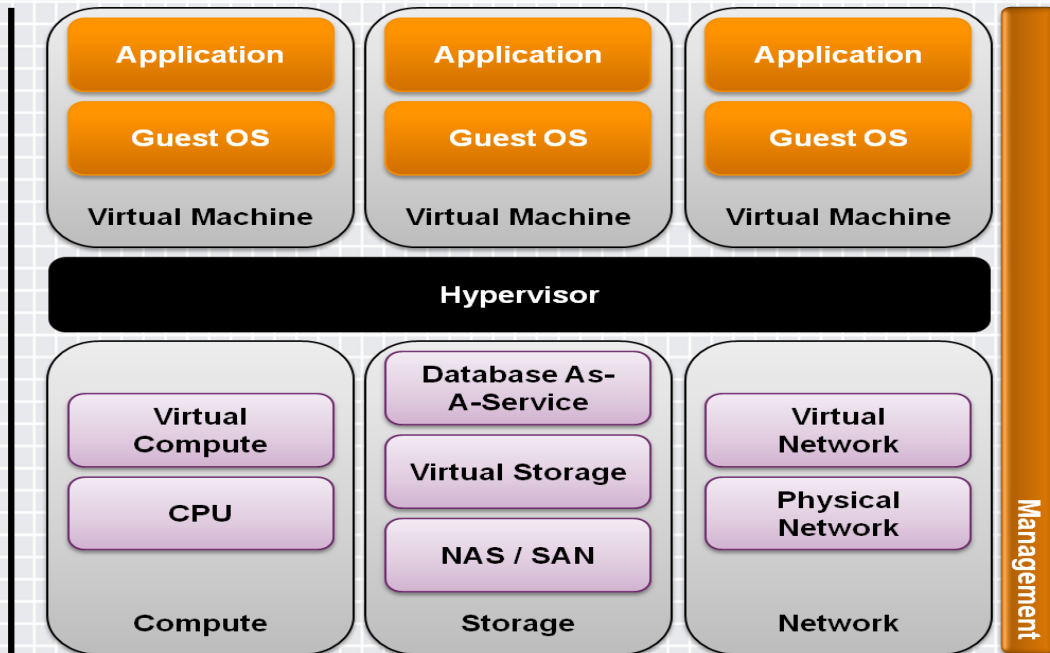 Application
Application
Application
Guest OS
Guest OS
Guest OS
Virtual Machine
Virtual Machine
Virtual Machine
Hypervisor
Virtual
Compute
CPU
Compute
Database As-
A-Service
Virtual Storage
NAS / SAN
Storage
Virtual
Network
Physical
Network
Network
Management